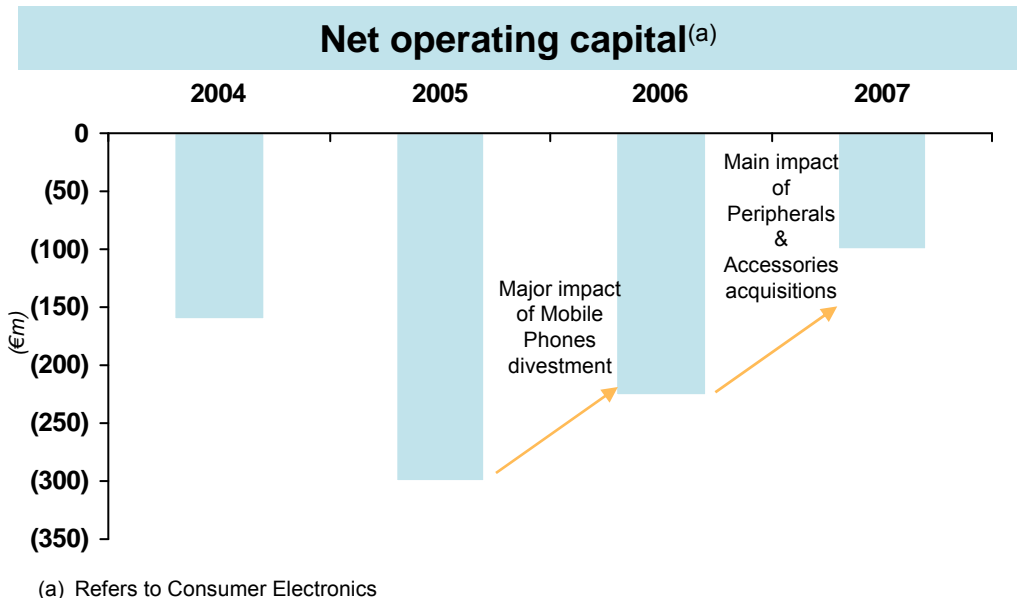 Net operating capital(a)
2004 2005 2006 2007
0
(50)
(100)
(150)
(200)
(250)
(300)
(350)
(€m)
Major impact
of Mobile
Phones
divestment
Main impact
of
Peripherals
&
Accessories
acquisitions
(a) Refers to Consumer Electronics